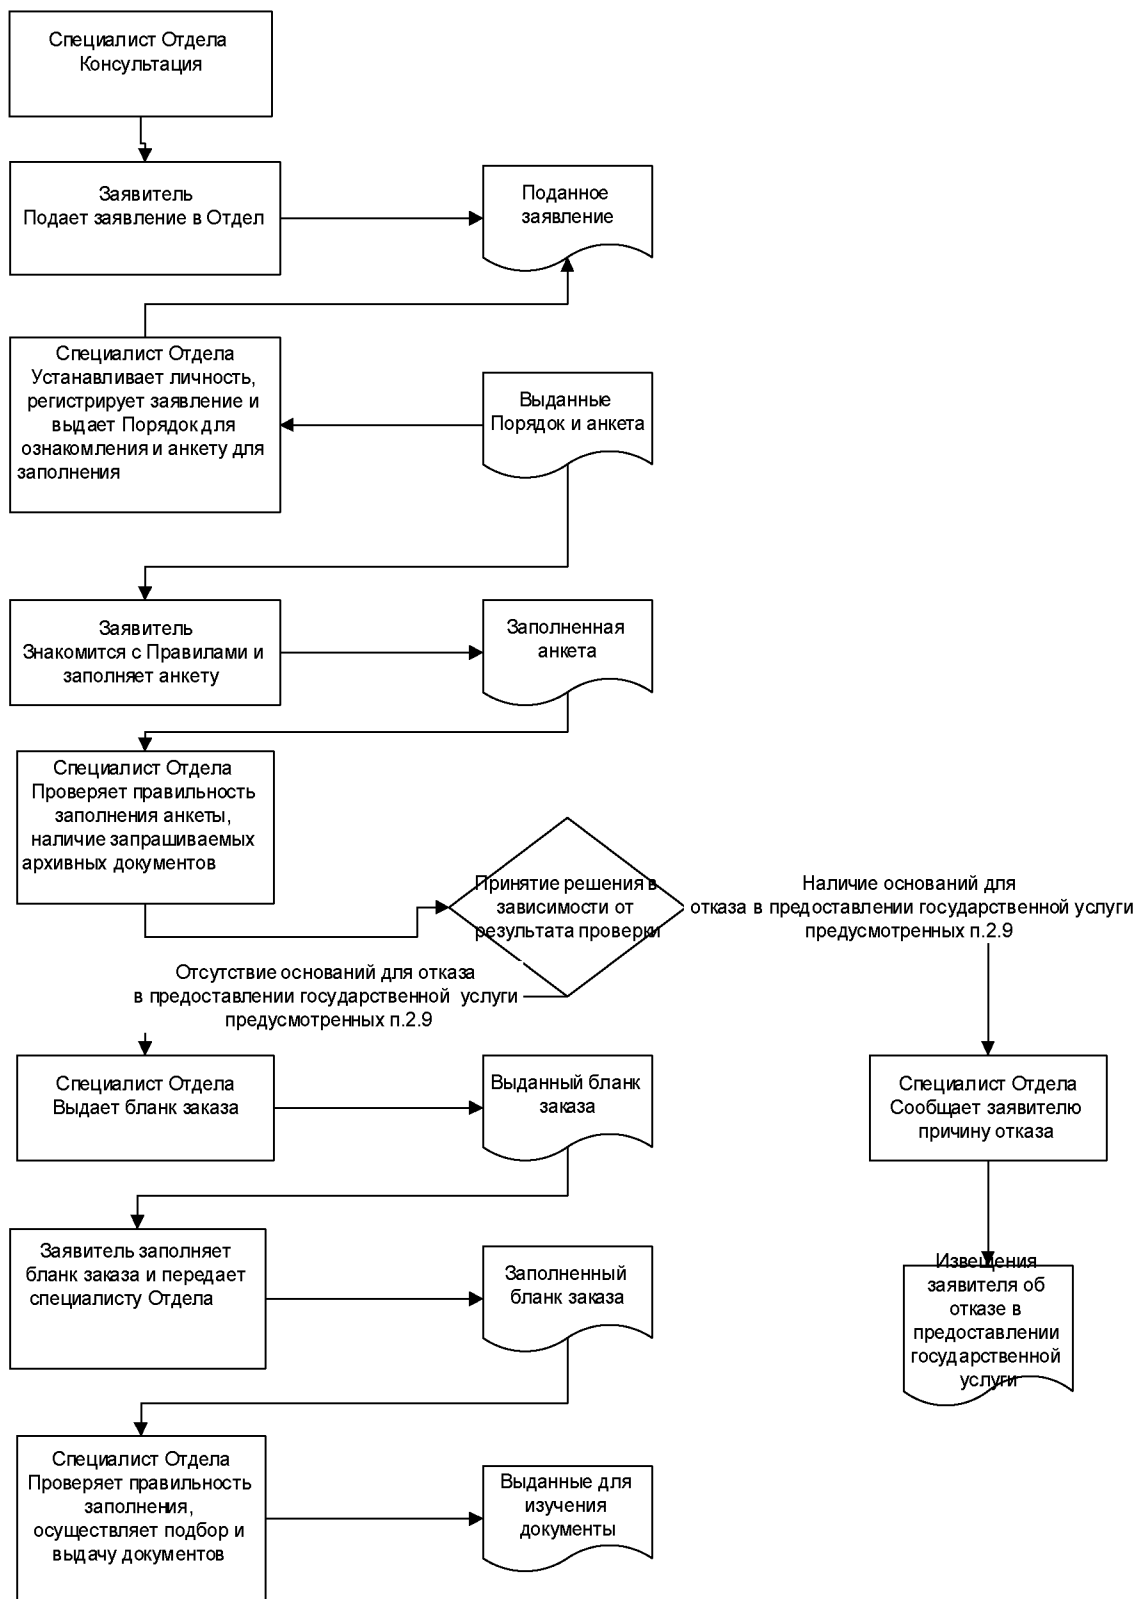 Специалист Отдела
Консультация
Заявитель
Подает заявление в Отдел
Поданное
заявление
Специалист Отдела
Устанавливает личность,
регистрирует заявление и
выдает Порядок для
ознакомления и анкету для
заполнения
Выданные
Порядок и анкета
Заявитель
Знакомится с Правилами и
заполняет анкету
Заполненная
анкета
Специалист Отдела
Проверяет правильность
заполнения анкеты,
наличие запрашиваемых
архивных документов
Принятие решения в
зависимости от
результата проверки
Наличие оснований для
отказа в предоставлении государственной услуги
предусмотренных п.2.9
Отсутствие оснований для отказа
в предоставлении государственной услуги
предусмотренных п.2.9
Специалист Отдела
Выдает бланк заказа
Выданный бланк
заказа
Специалист Отдела
Сообщает заявителю
причину отказа
Заявитель заполняет
бланк заказа и передает
специалисту Отдела
Заполненный
бланк заказа
Извещения
заявителя об
отказе в
предоставлении
государственной
услуги
Специалист Отдела
Проверяет правильность
заполнения,
осуществляет подбор и
выдачу документов
Выданные для
изучения
документы